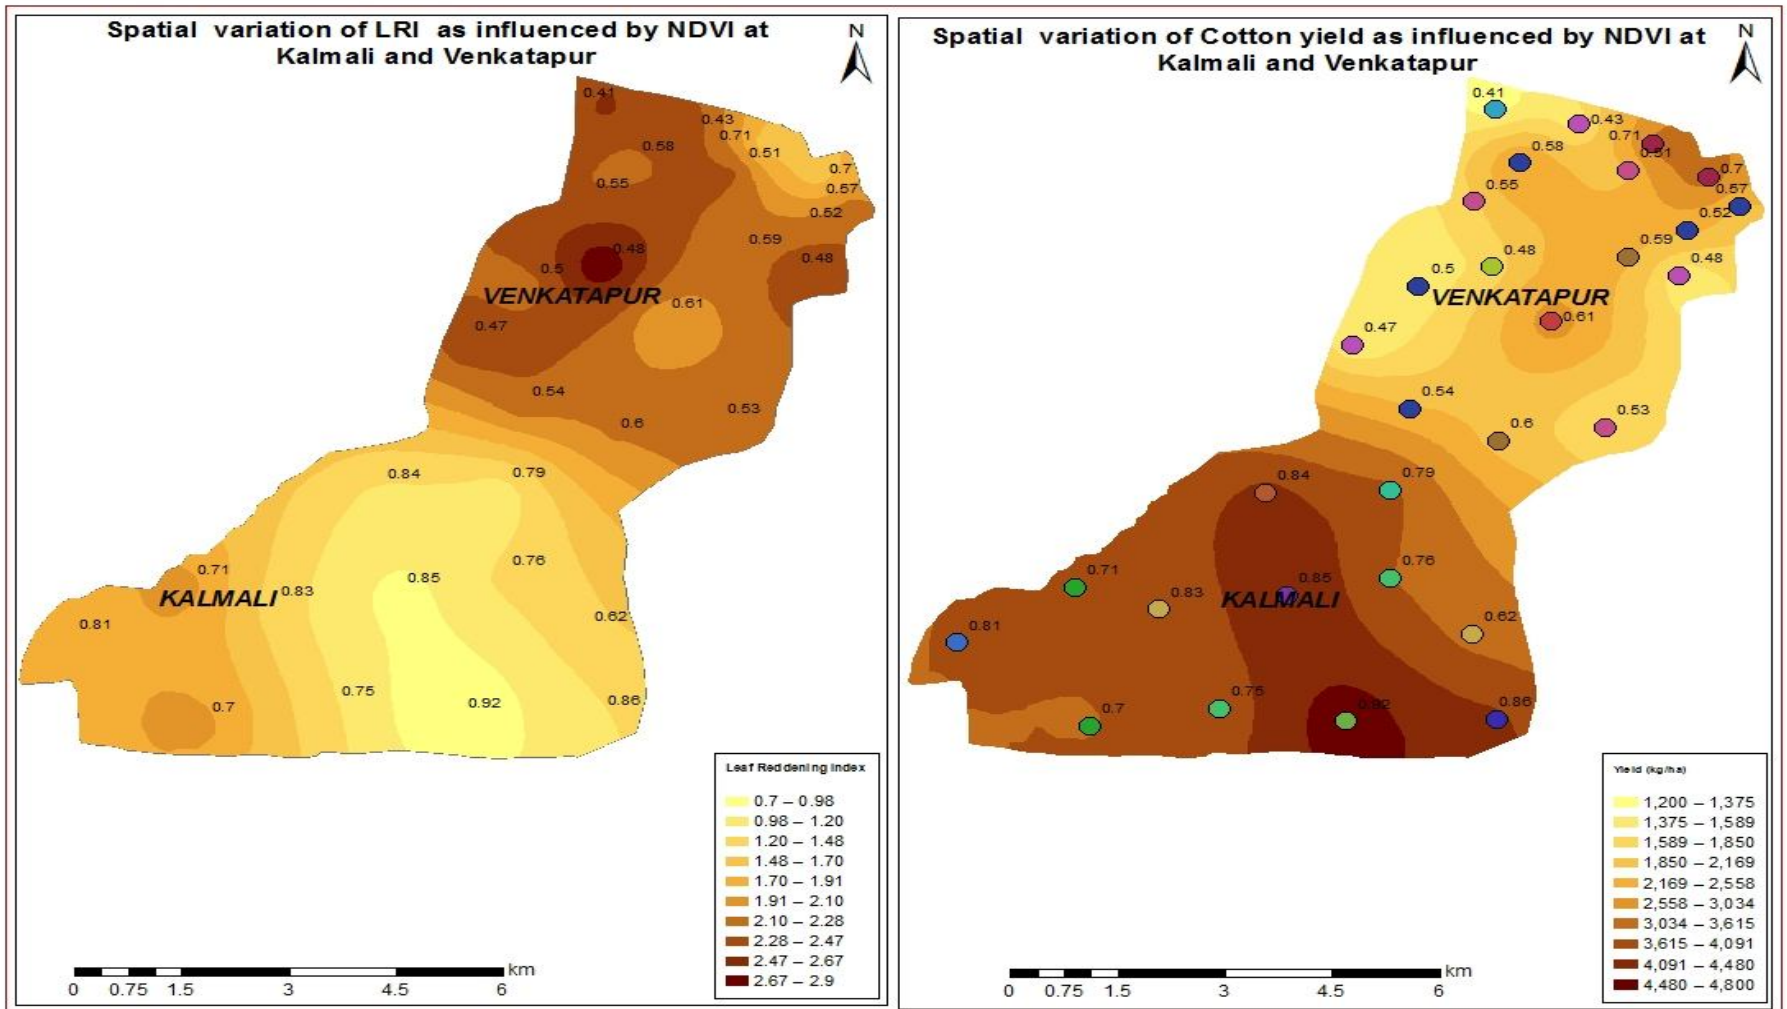 Spatial variation of LRI as influenced by NDVI at
Kalmali and Venkatapur
N
0.41
0.43
0.71
0.58
0.51
0.7
0.55
0.57
0.52
0.59
0.48
0.48
0.5
VENKATAPUR
0.61
0.47
0.54
0.53
0.6
0.84
0.79
0.76
0.71
0.85
0.83
KALMALI
0.62
0.81
0.75
0.86
0.92
0.7
Leaf Reddening Index
0.7 – 0.98
0.98 – 1.20
1.20 – 1.48
1.48 – 1.70
1.70 – 1.91
1.91 – 2.10
2.10 – 2.28
2.28 – 2.47
2.47 – 2.67
2.67 – 2.9
km
0 0.75 1.5 3 4.5 6
Spatial variation of Cotton yield as influenced by NDVI at
Kalmali and Venkatapur
N
0.41
0.43
0.71
0.58
0.51
0.7
0.55
0.57
0.52
0.59
0.48
0.48
0.5
VENKATAPUR
0.61
0.47
0.54
0.53
0.6
0.84
0.79
0.76
0.71
0.85
0.83
KALMALI
0.62
0.81
0.75
0.86
0.92
0.7
Yield (kg/ha)
1,200 – 1,375
1,375 – 1,589
1,589 – 1,850
1,850 – 2,169
2,169 – 2,558
2,558 – 3,034
3,034 – 3,615
3,615 – 4,091
4,091 – 4,480
4,480 – 4,800
km
0 0.75 1.5 3 4.5 6